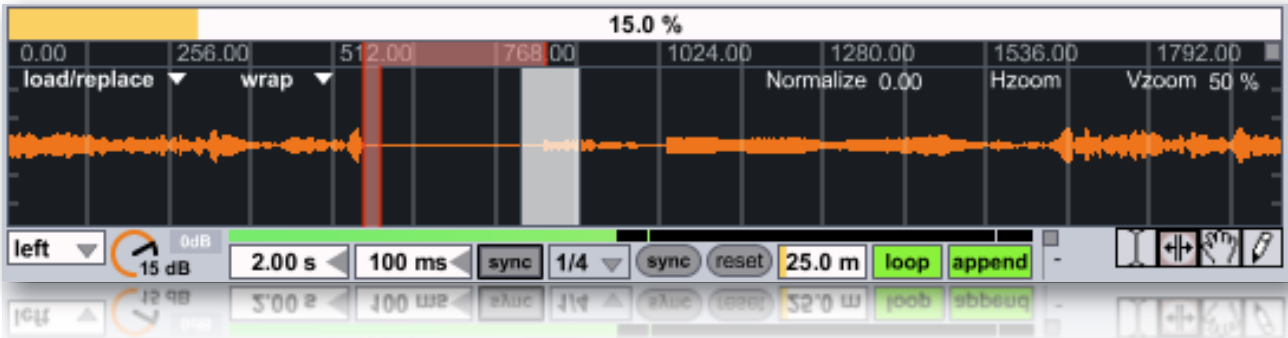 15.0 %
0.00 256.00 512.00 768.00 1024.00 1280.00 1536.00 1792.00
load/replace wrap Normalize 0.00 Hzoom Vzoom 50 %
left 15 dB 0dB 2.00 s 100 ms sync 1/4 sync reset 25.0 m loop append -